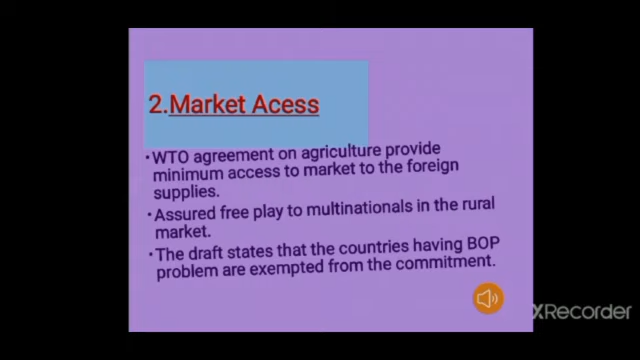 2.Market Acess
• WTO agreement on agriculture provide
minimum access to market to the foreign
supplies.
• Assured free play to multinationals in the rural
market.
• The draft states that the countries having BOP
problem are exempted from the commitment.
XRecorder